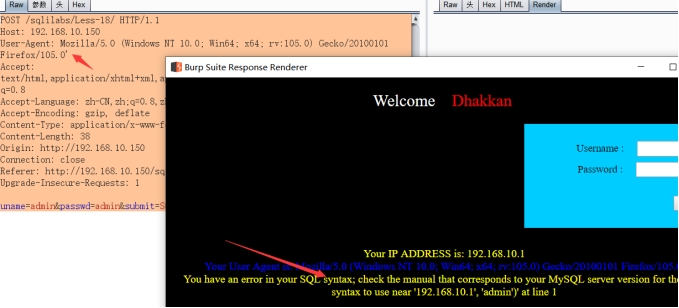 Raw 参数 头 Hex
Raw 头 Hex HTML Render
POST /sqlilabs/Less-18/ HTTP/1.1
Host: 192.168.10.150
User-Agent: Mozilla/5.0 (Windows NT 10.0; Win64; x64; rv:105.0) Gecko/20100101
Firefox/105.0'
Accept:
text/html,application/xhtml+xml,a
q=0.8
Accept-Language: zh-CN,zh;q=0.8,z
Accept-Encoding: gzip, deflate
Content-Type: application/x-www-f
Content-Length: 38
Origin: http://192.168.10.150
Connection: close
Referer: http://192.168.10.150/sq
Upgrade-Insecure-Requests: 1
uname=admin&passwd=admin&submit=S
Burp Suite Response Renderer
Welcome Dhakkan
Username :
Password :
Your IP ADDRESS is: 192.168.10.1
Your User Agent is: Mozilla/5.0 (Windows NT 10.0; Win64; x64; rv:105.0) Gecko/20100101 Firefox/105.0
You have an error in your SQL syntax; check the manual that corresponds to your MySQL server version for the
syntax to use near '192.168.10.1', 'admin')' at line 1